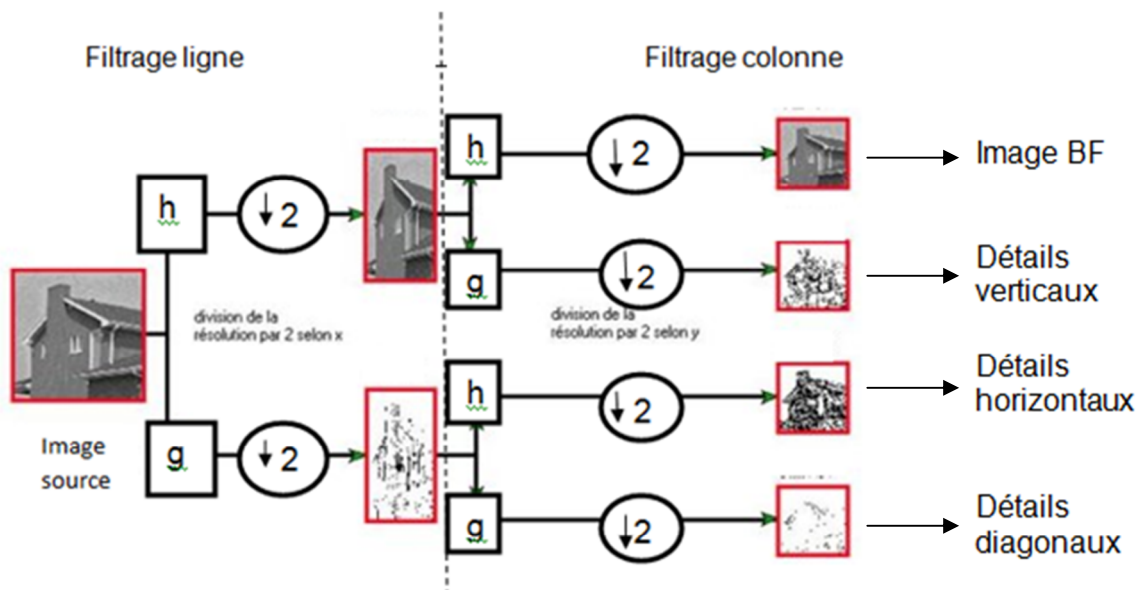 Filtrage ligne
Filtrage colonne
h
↓ 2
h
↓ 2
Image BF
g
↓ 2
Détails
verticaux
division de la
résolution par 2 selon x
division de la
résolution par 2 selon y
Image
source
g
↓ 2
h
↓ 2
Détails
horizontaux
g
↓ 2
Détails
diagonaux